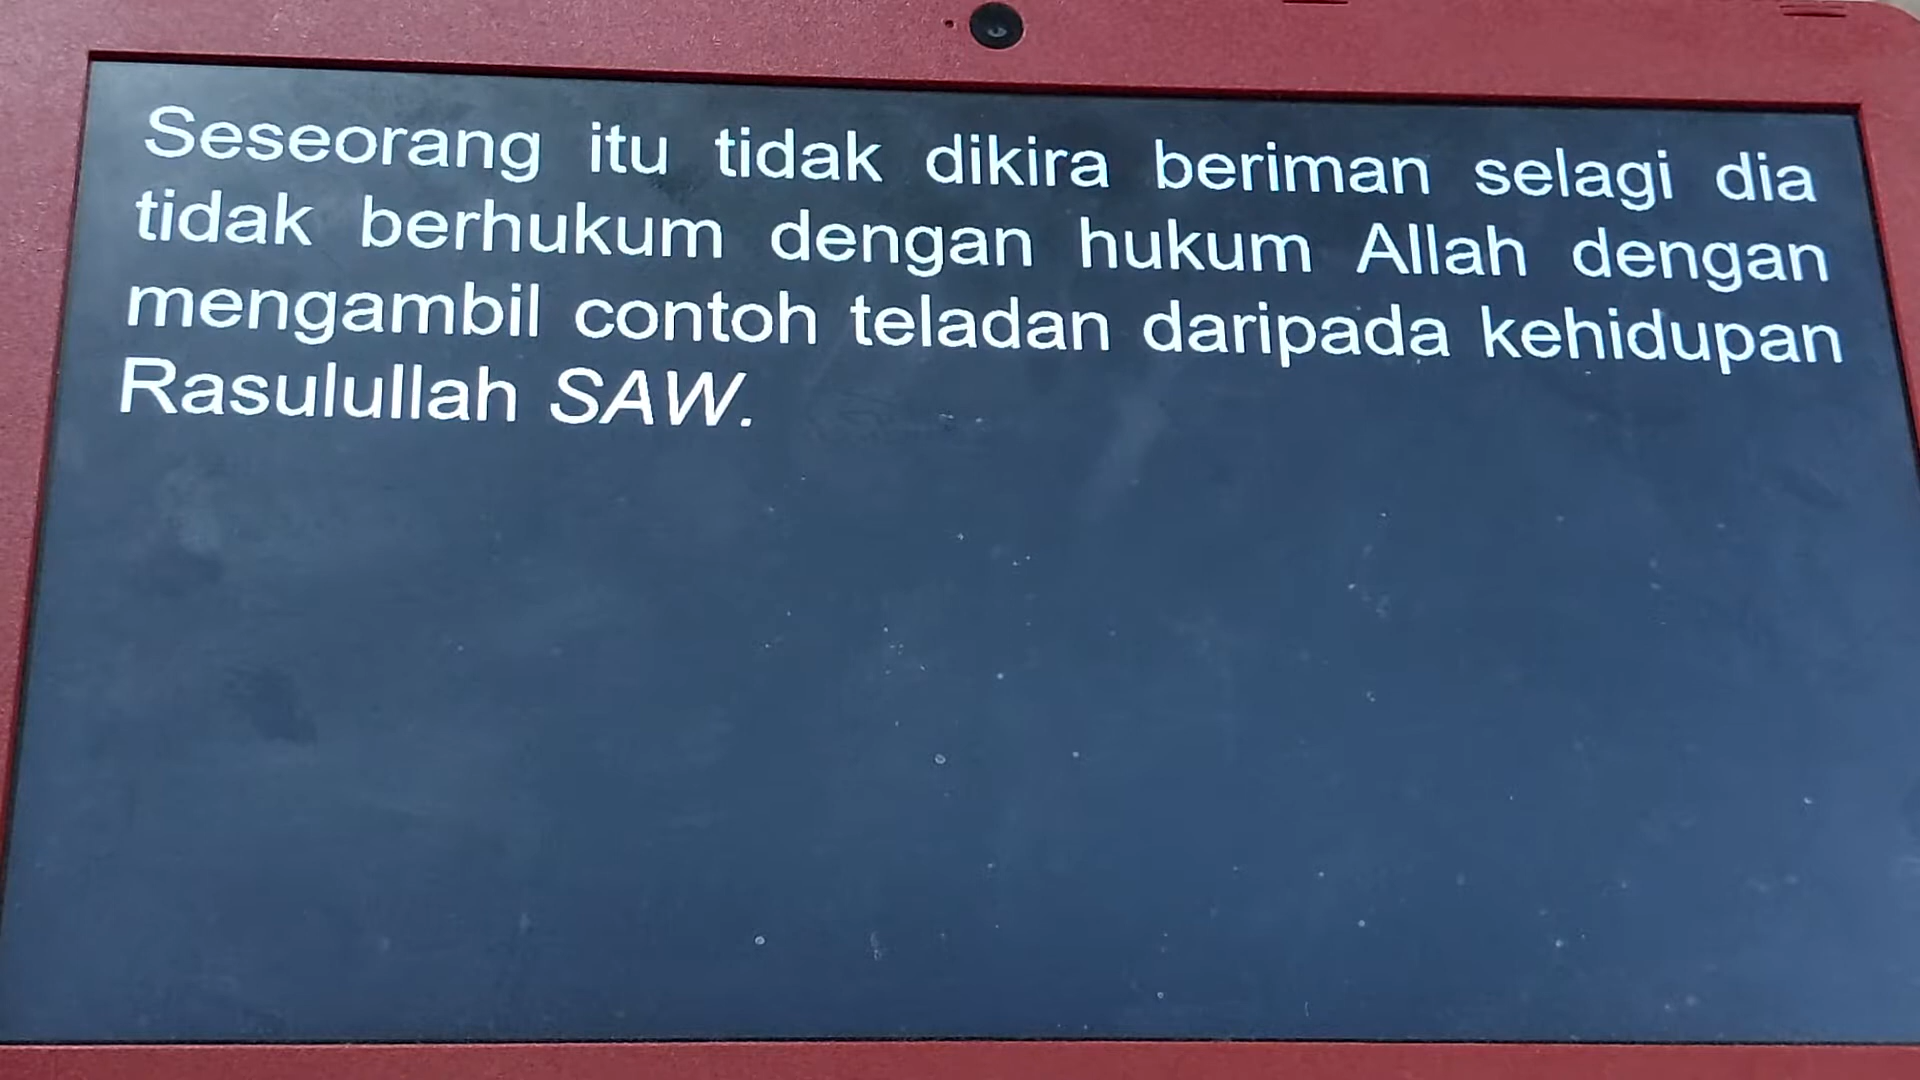 Seseorang itu tidak dikira beriman selagi dia
tidak berhukum dengan hukum Allah dengan
mengambil contoh teladan daripada kehidupan
Rasulullah SAW.